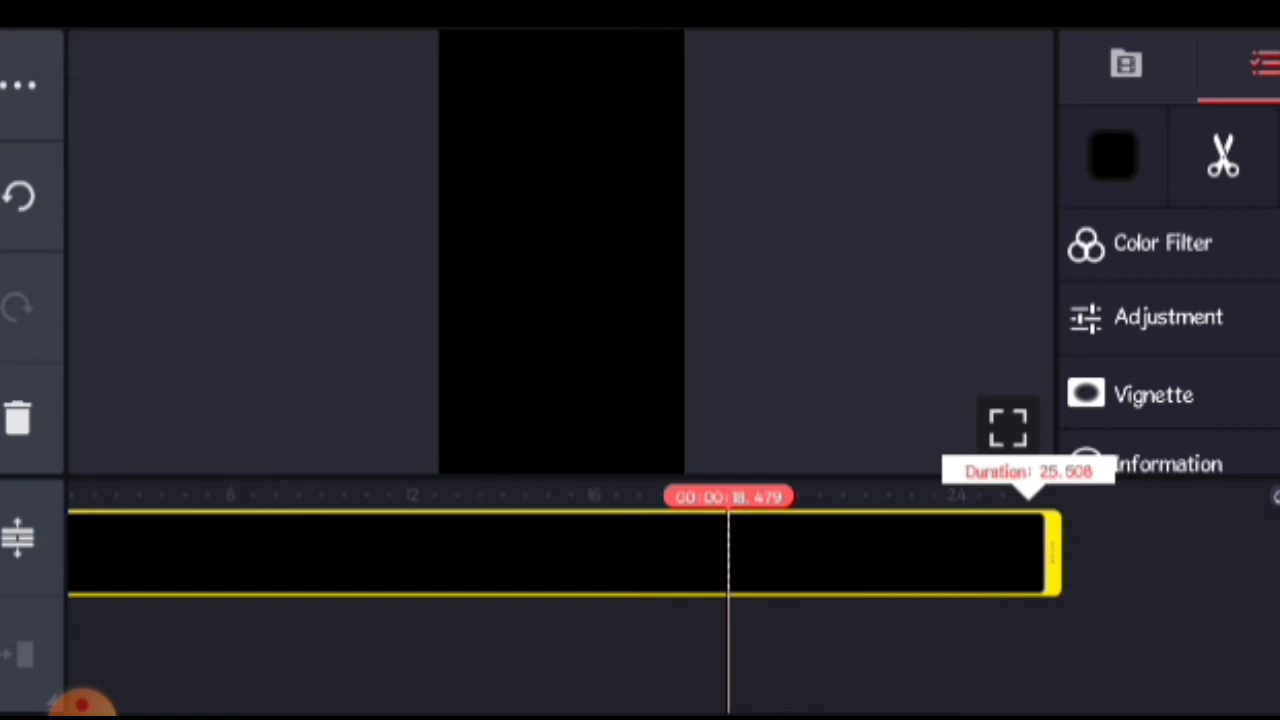 Color Filter
Adjustment
Vignette
Information
Duration: 25.508
8 12 16 00:00:18.479 24